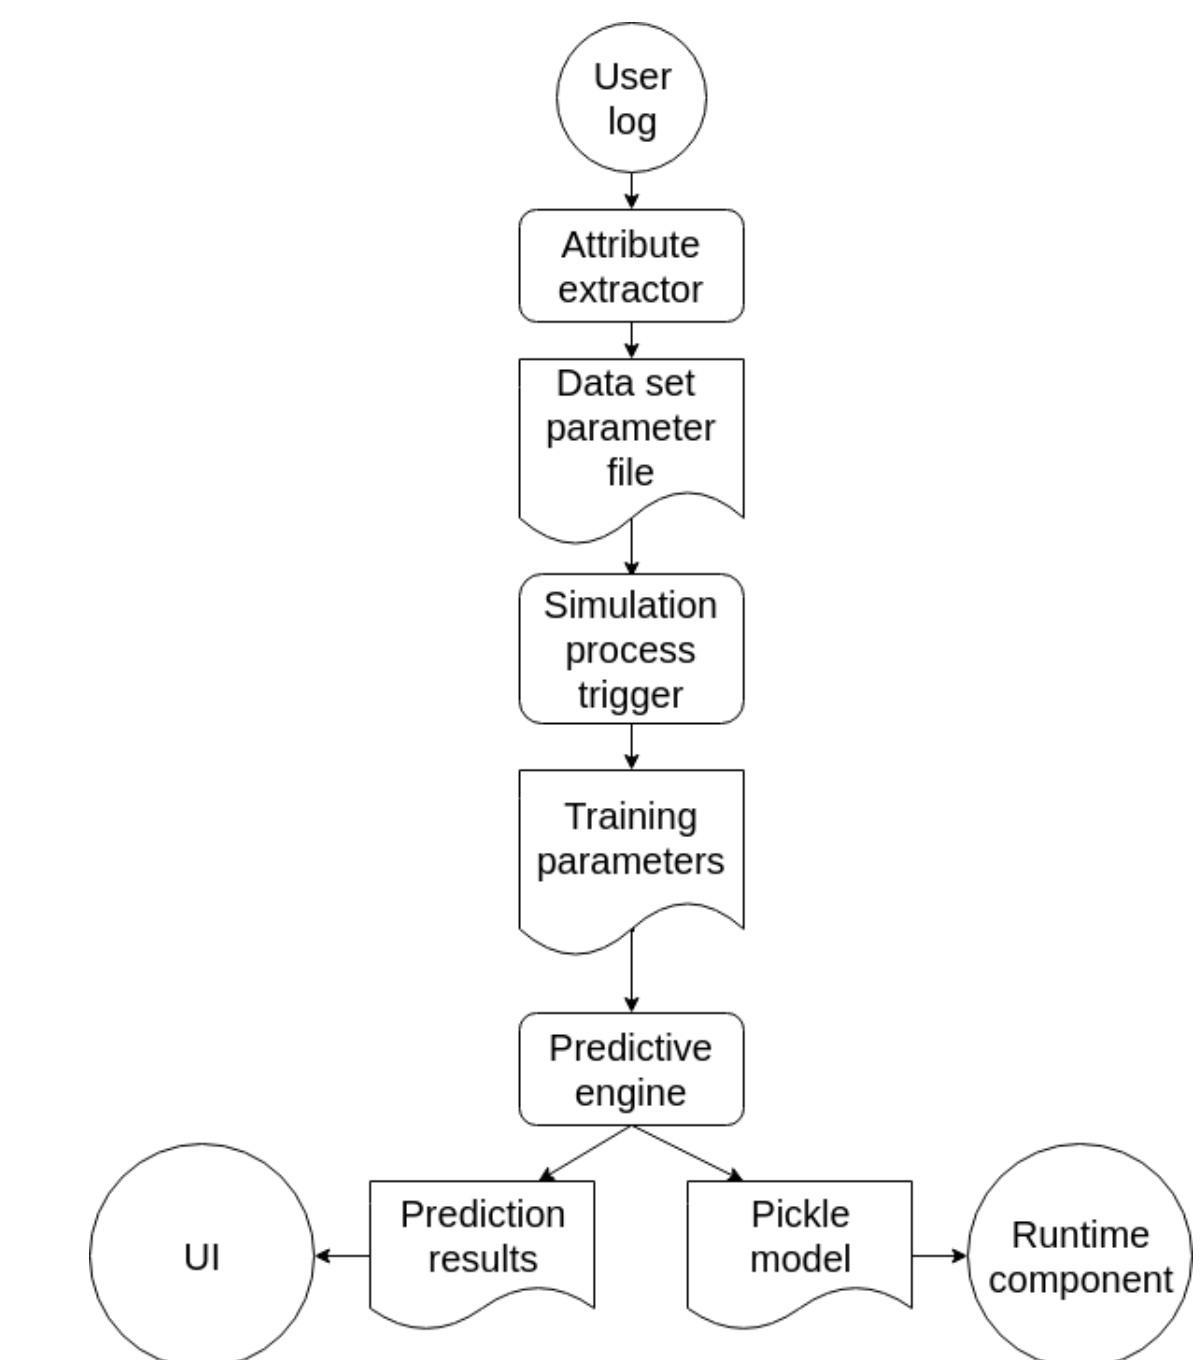 User
log
Attribute
extractor
Data set
parameter
file
Simulation
process
trigger
Training
parameters
Predictive
engine
UI
Prediction
results
Pickle
model
Runtime
component